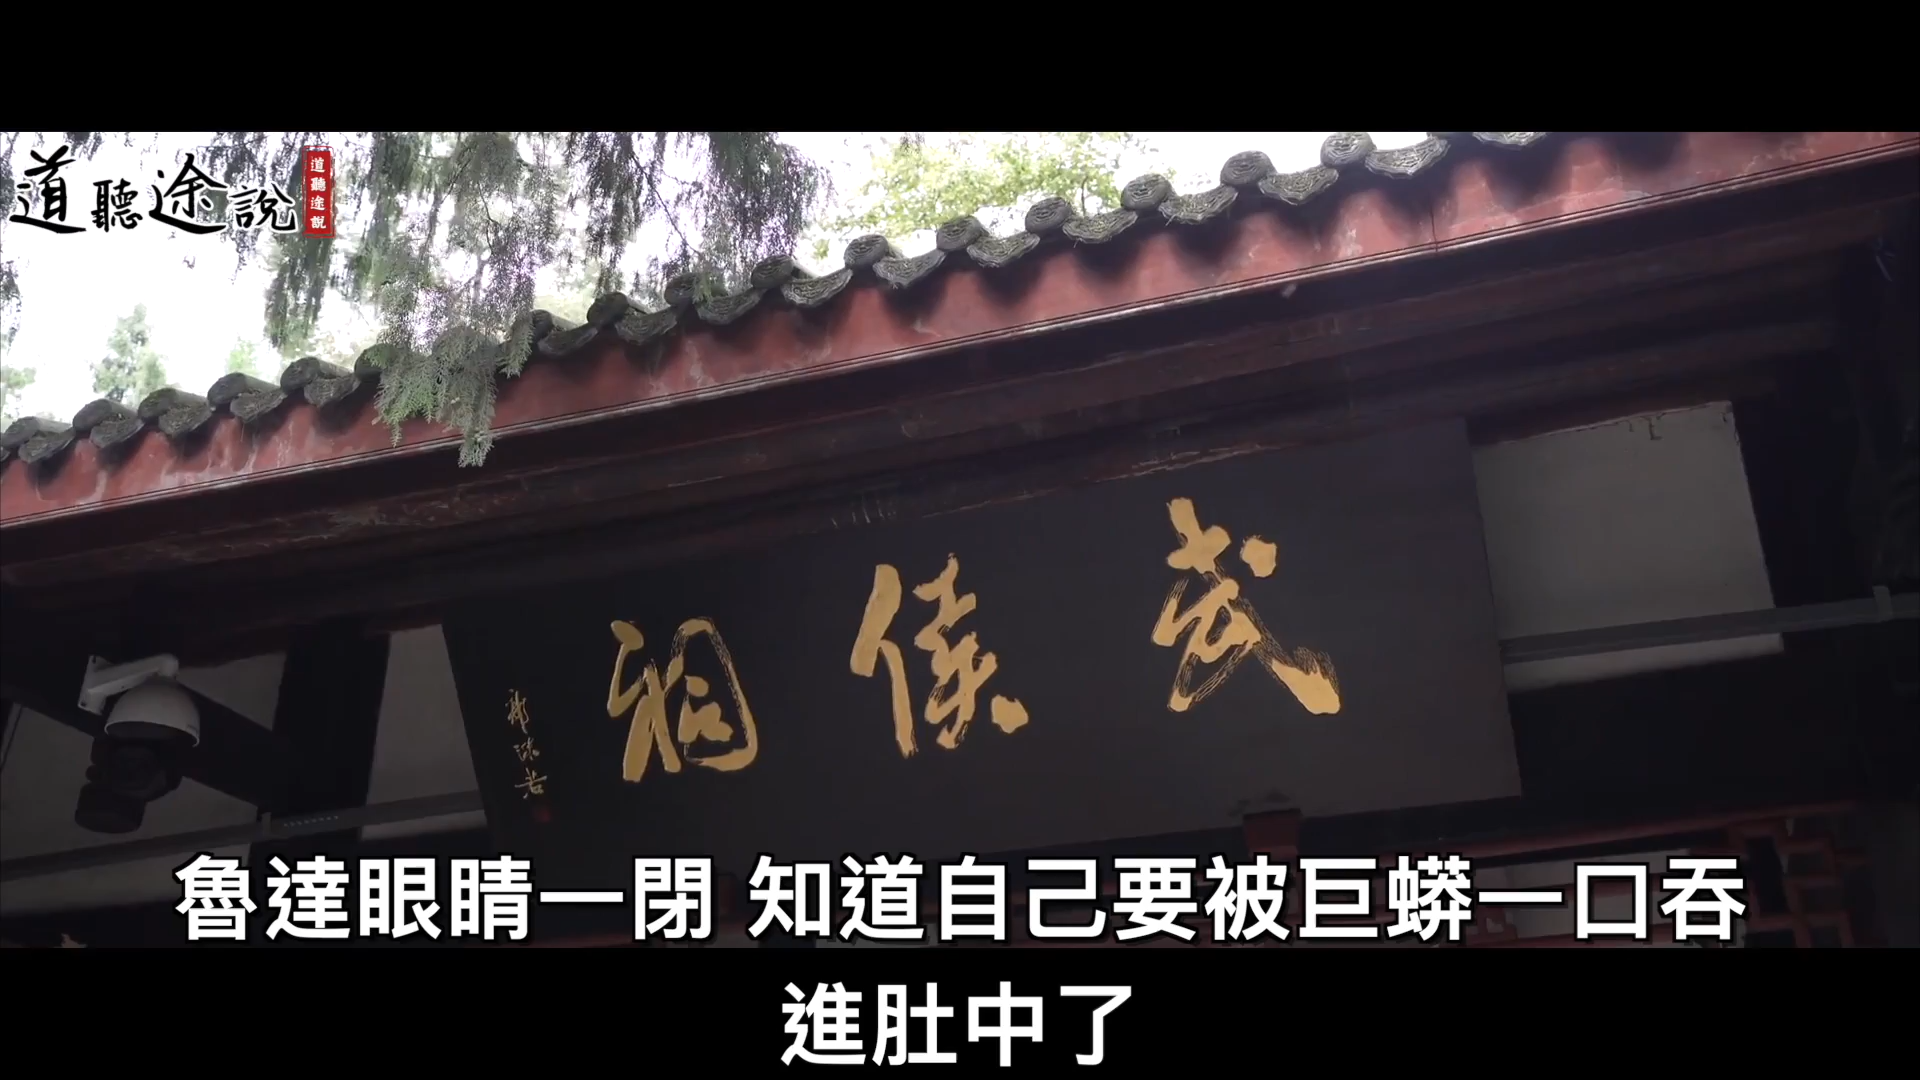 道聽途說
道聽途說
武侯祠
郭沫若
魯達眼睛一閉 知道自己要被巨蟒一口吞
進肚中了